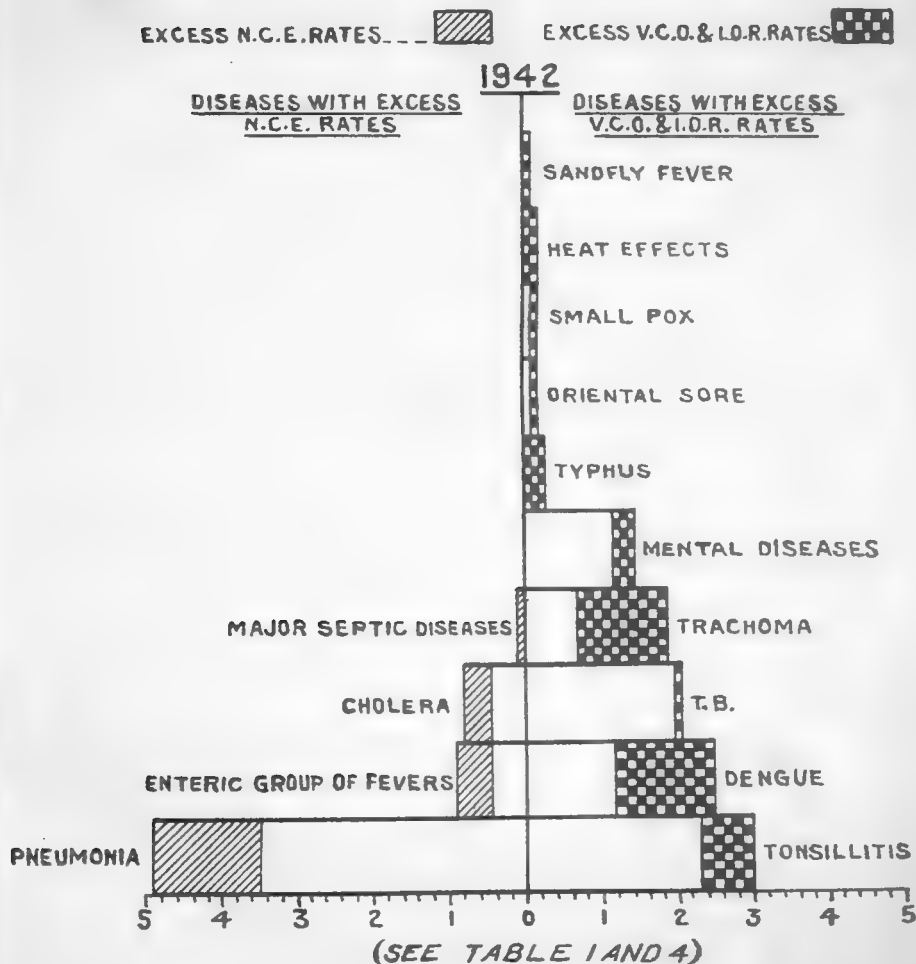 EXCESS N.C.E. RATES___ EXCESS V.C.O. & I.O.R. RATES
1942
DISEASES WITH EXCESS
N.C.E. RATES
DISEASES WITH EXCESS
V.C.O. & I.O.R. RATES
SANDFLY FEVER
HEAT EFFECTS
SMALL POX
ORIENTAL SORE
TYPHUS
MENTAL DISEASES
MAJOR SEPTIC DISEASES TRACHOMA
CHOLERA T.B.
ENTERIC GROUP OF FEVERS DENGUE
PNEUMONIA TONSILLITIS
5 4 3 2 1 0 1 2 3 4 5
(SEE TABLE 1 AND 4)